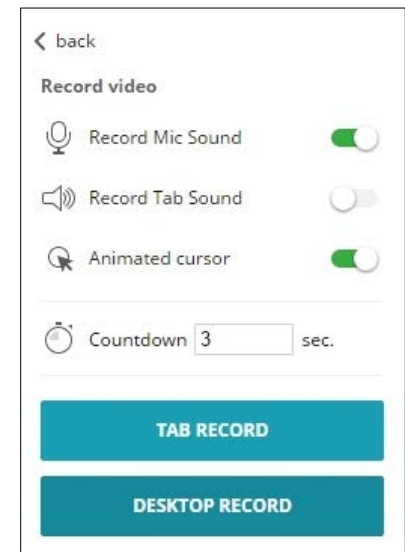 back
Record video
Record Mic Sound
Record Tab Sound
Animated cursor
Countdown 3 sec.
TAB RECORD
DESKTOP RECORD